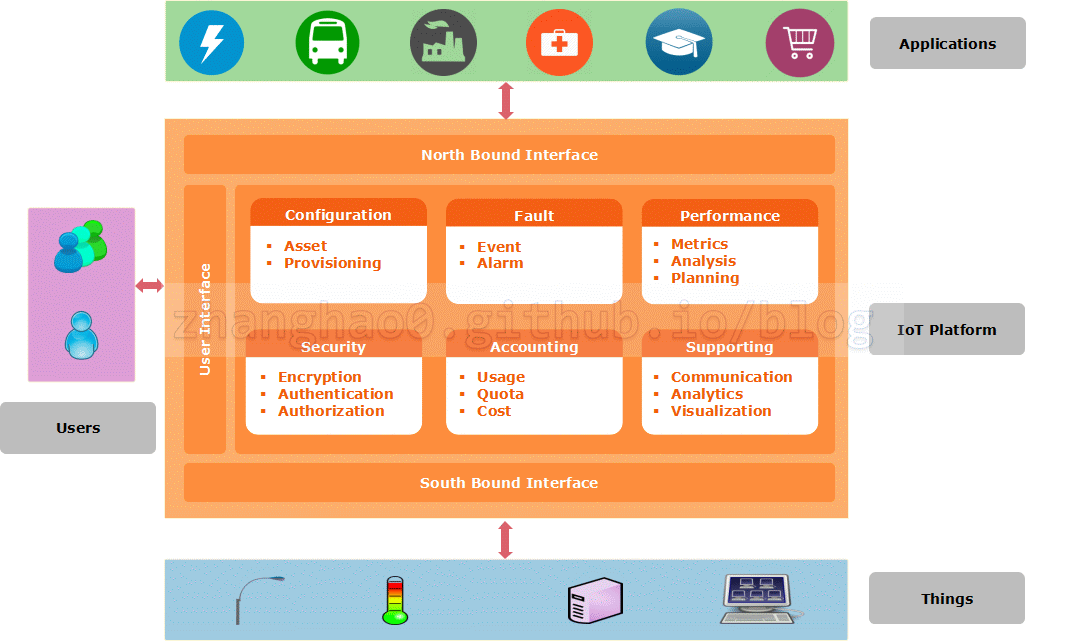 Applications
North Bound Interface
User Interface
Configuration
▪ Asset
▪ Provisioning
Fault
▪ Event
▪ Alarm
Performance
▪ Metrics
▪ Analysis
▪ Planning
zhanghao0.github.io/blog
IoT Platform
Security
▪ Encryption
▪ Authentication
▪ Authorization
Accounting
▪ Usage
▪ Quota
▪ Cost
Supporting
▪ Communication
▪ Analytics
▪ Visualization
Users
South Bound Interface
Things